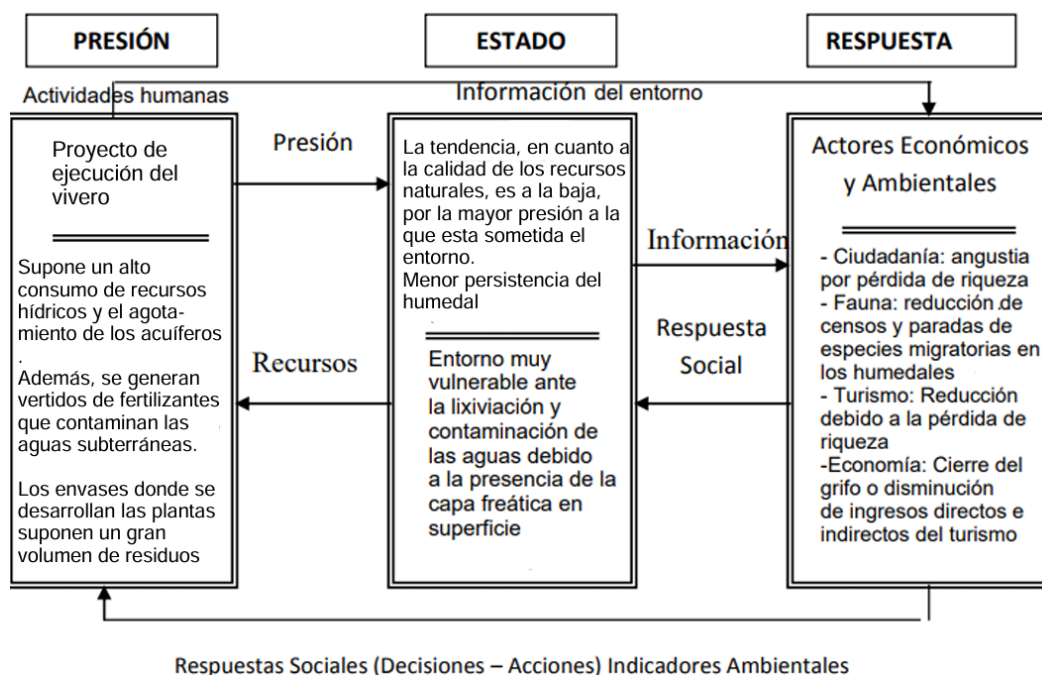 PRESIÓN
ESTADO
RESPUESTA
Actividades humanas
Información del entorno
Proyecto de
ejecución del
vivero
Supone un alto
consumo de recursos
hídricos y el agota-
miento de los acuíferos
.
Además, se generan
vertidos de fertilizantes
que contaminan las
aguas subterráneas.
Los envases donde se
desarrollan las plantas
suponen un gran
volumen de residuos
Presión
Recursos
La tendencia, en cuanto a
la calidad de los recursos
naturales, es a la baja,
por la mayor presión a la
que esta sometida el
entorno.
Menor persistencia del
humedal
Entorno muy
vulnerable ante
la lixiviación y
contaminación de
las aguas debido
a la presencia de la
capa freática en
superficie
Información
Respuesta
Social
Actores Económicos
y Ambientales
- Ciudadanía: angustia
por pérdida de riqueza
- Fauna: reducción de
censos y paradas de
especies migratorias en
los humedales
- Turismo: Reducción
debido a la pérdida de
riqueza
-Economía: Cierre del
grifo o disminución
de ingresos directos e
indirectos del turismo
Respuestas Sociales (Decisiones – Acciones) Indicadores Ambientales